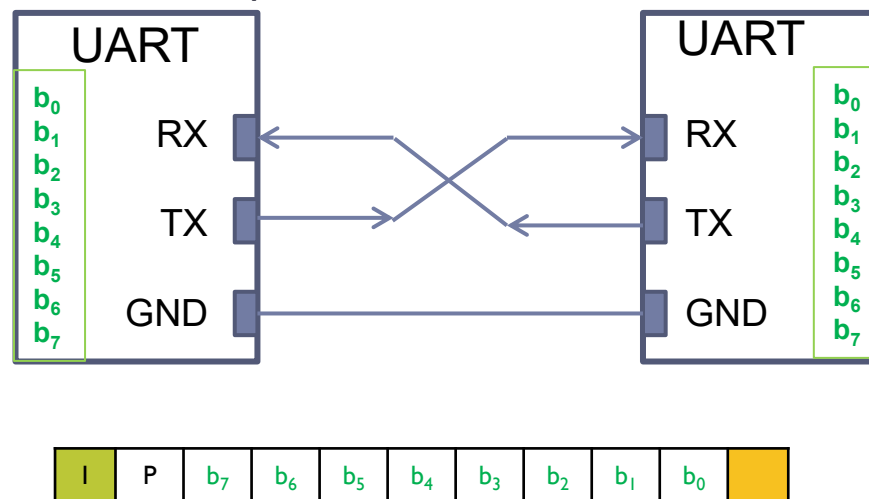 UART
b₀
b₁
b₂
b₃
b₄
b₅
b₆
b₇
RX
TX
GND
UART
RX
TX
GND
b₀
b₁
b₂
b₃
b₄
b₅
b₆
b₇
I P b₇ b₆ b₅ b₄ b₃ b₂ b₁ b₀